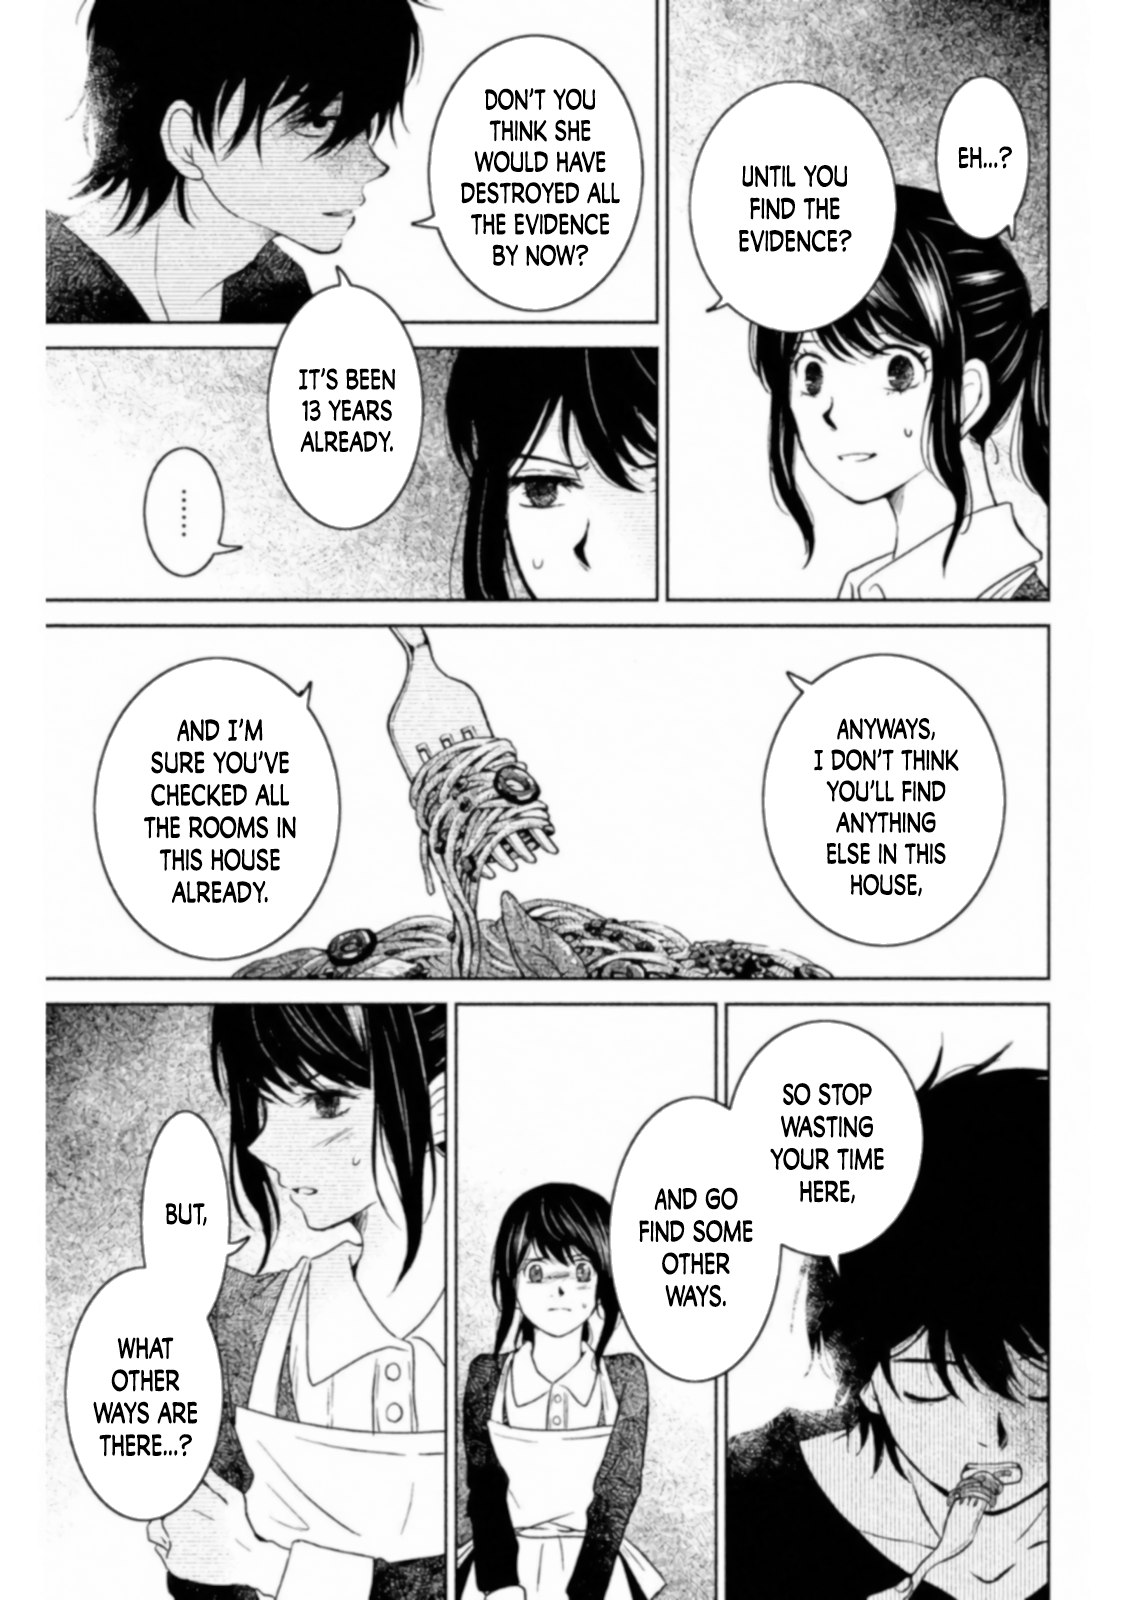 EH...?
UNTIL YOU
FIND THE
EVIDENCE?
DON'T YOU
THINK SHE
WOULD HAVE
DESTROYED ALL
THE EVIDENCE
BY NOW?
IT'S BEEN
13 YEARS
ALREADY.
......
ANYWAYS,
I DON'T THINK
YOU'LL FIND
ANYTHING
ELSE IN THIS
HOUSE,
AND I'M
SURE YOU'VE
CHECKED ALL
THE ROOMS IN
THIS HOUSE
ALREADY.
SO STOP
WASTING
YOUR TIME
HERE,
AND GO
FIND SOME
OTHER
WAYS.
BUT,
WHAT
OTHER
WAYS ARE
THERE...?